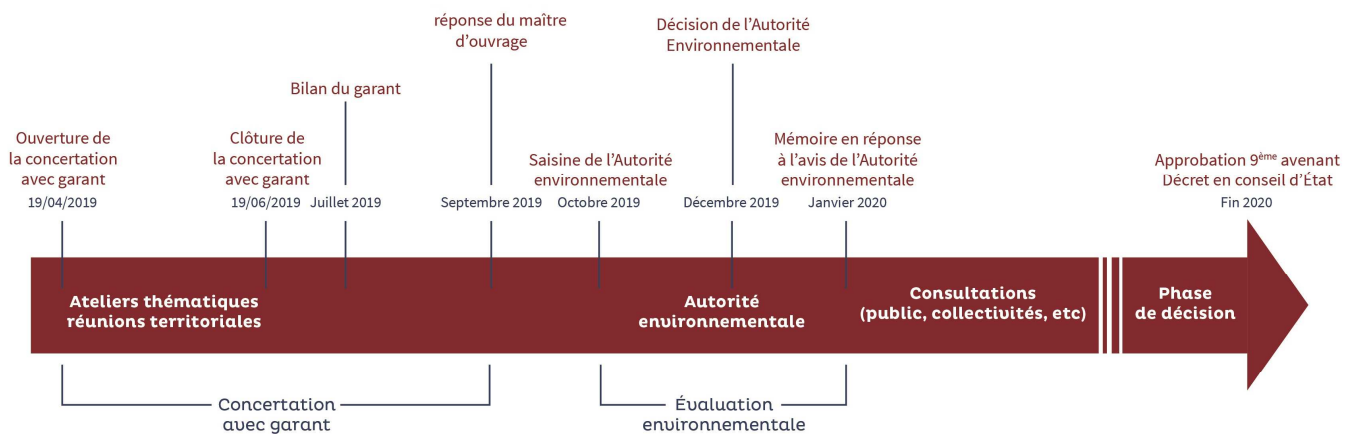 Ouverture de
la concertation
avec garant
19/04/2019
Clôture de
la concertation
avec garant
19/06/2019
Bilan du garant
Juillet 2019
réponse du maître
d’ouvrage
Septembre 2019
Saisine de l’Autorité
environnementale
Octobre 2019
Décision de l’Autorité
Environnementale
Décembre 2019
Mémoire en réponse
à l’avis de l’Autorité
environnementale
Janvier 2020
Approbation 9ème avenant
Décret en conseil d’État
Fin 2020
Ateliers thématiques
réunions territoriales
Autorité
environnementale
Consultations
(public, collectivités, etc)
Phase
de décision
Concertation
avec garant
Évaluation
environnementale